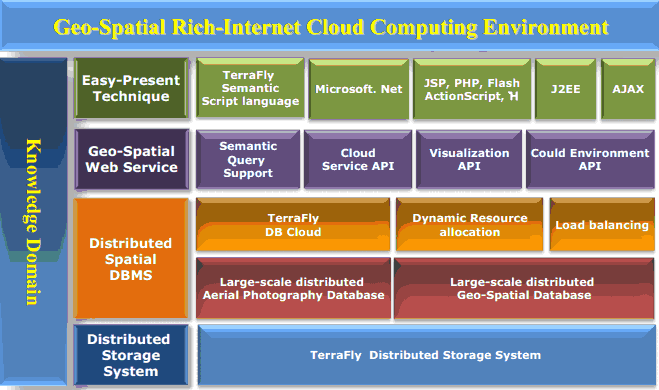 Geo-Spatial Rich-Internet Cloud Computing Environment
Knowledge Domain
Easy-Present
Technique
TerraFly
Semantic
Script language
Microsoft. Net
JSP, PHP, Flash
ActionScript, Ή
J2EE
AJAX
Geo-Spatial
Web Service
Semantic
Query
Support
Cloud
Service API
Visualization
API
Could Environment
API
Distributed
Spatial
DBMS
TerraFly
DB Cloud
Dynamic Resource
allocation
Load balancing
Large-scale distributed
Aerial Photography Database
Large-scale distributed
Geo-Spatial Database
Distributed
Storage
System
TerraFly Distributed Storage System